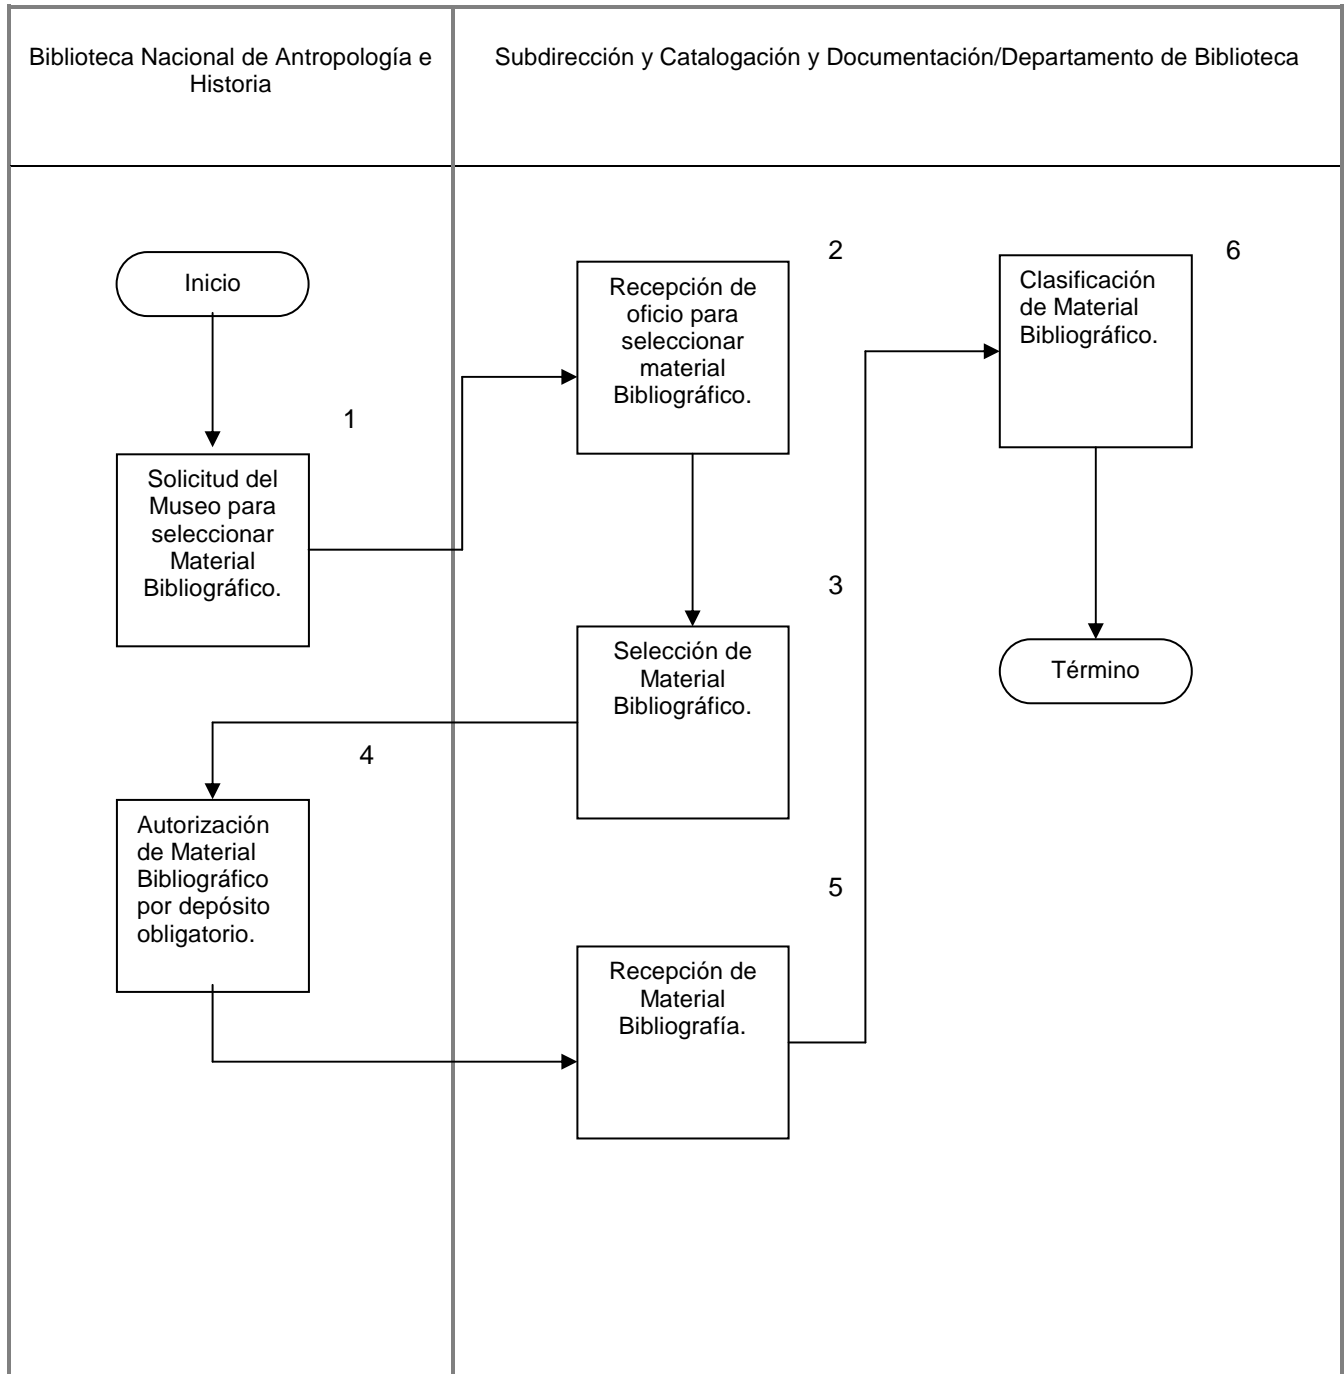 Biblioteca Nacional de Antropología e
Historia
Subdirección y Catalogación y Documentación/Departamento de Biblioteca
Inicio
1
Solicitud del
Museo para
seleccionar
Material
Bibliográfico.
2
Recepción de
oficio para
seleccionar
material
Bibliográfico.
3
Selección de
Material
Bibliográfico.
4
Autorización
de Material
Bibliográfico
por depósito
obligatorio.
5
Recepción de
Material
Bibliografía.
6
Clasificación
de Material
Bibliográfico.
Término